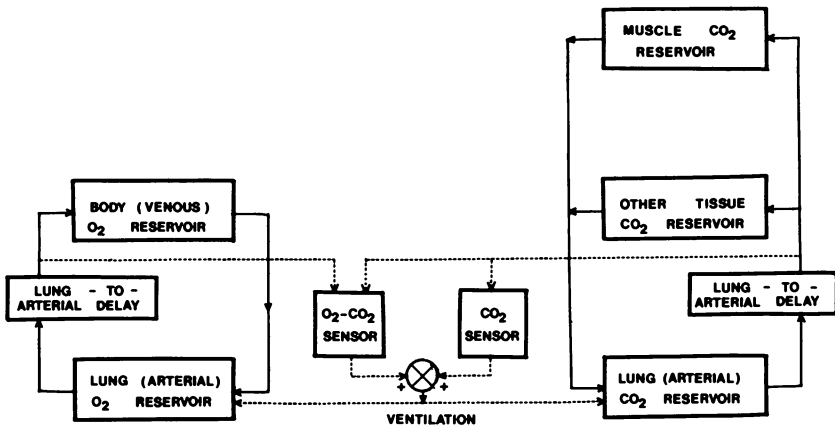 MUSCLE CO2
RESERVOIR
BODY (VENOUS)
O2 RESERVOIR
OTHER TISSUE
CO2 RESERVOIR
LUNG - TO -
ARTERIAL DELAY
O2-CO2
SENSOR
CO2
SENSOR
LUNG - TO -
ARTERIAL DELAY
LUNG (ARTERIAL)
O2 RESERVOIR
+ +
LUNG (ARTERIAL)
CO2 RESERVOIR
VENTILATION